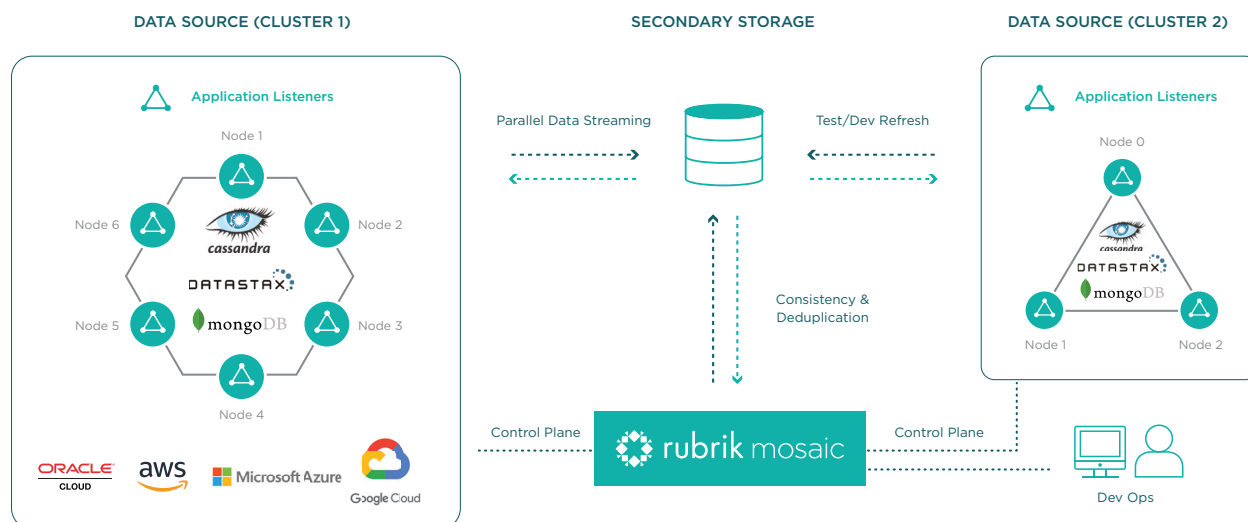 DATA SOURCE (CLUSTER 1)
SECONDARY STORAGE
DATA SOURCE (CLUSTER 2)
Application Listeners
Node 1
Node 6
Node 2
cassandra
DATASTAX
Node 5
mongoDB
Node 3
Node 4
ORACLE
CLOUD
aws
Microsoft Azure
Google Cloud
Parallel Data Streaming
Test/Dev Refresh
Consistency &
Deduplication
Control Plane
rubrik mosaic
Control Plane
Application Listeners
Node 0
cassandra
DATASTAX
mongoDB
Node 1
Node 2
Dev Ops